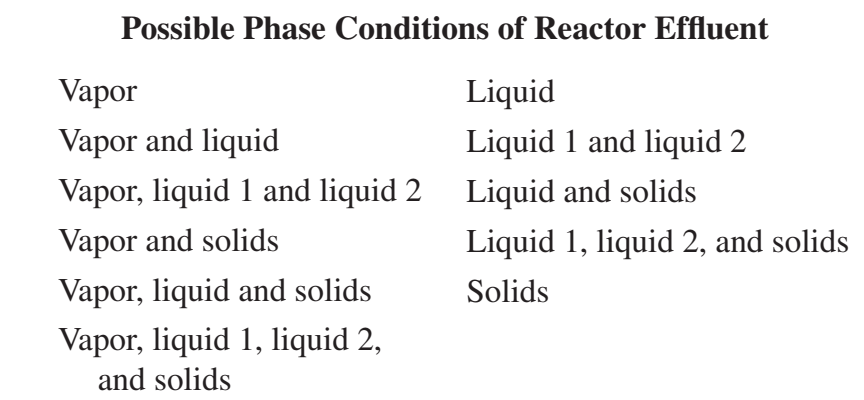 Possible Phase Conditions of Reactor Effluent
Vapor
Vapor and liquid
Vapor, liquid 1 and liquid 2
Vapor and solids
Vapor, liquid and solids
Vapor, liquid 1, liquid 2,
and solids
Liquid
Liquid 1 and liquid 2
Liquid and solids
Liquid 1, liquid 2, and solids
Solids